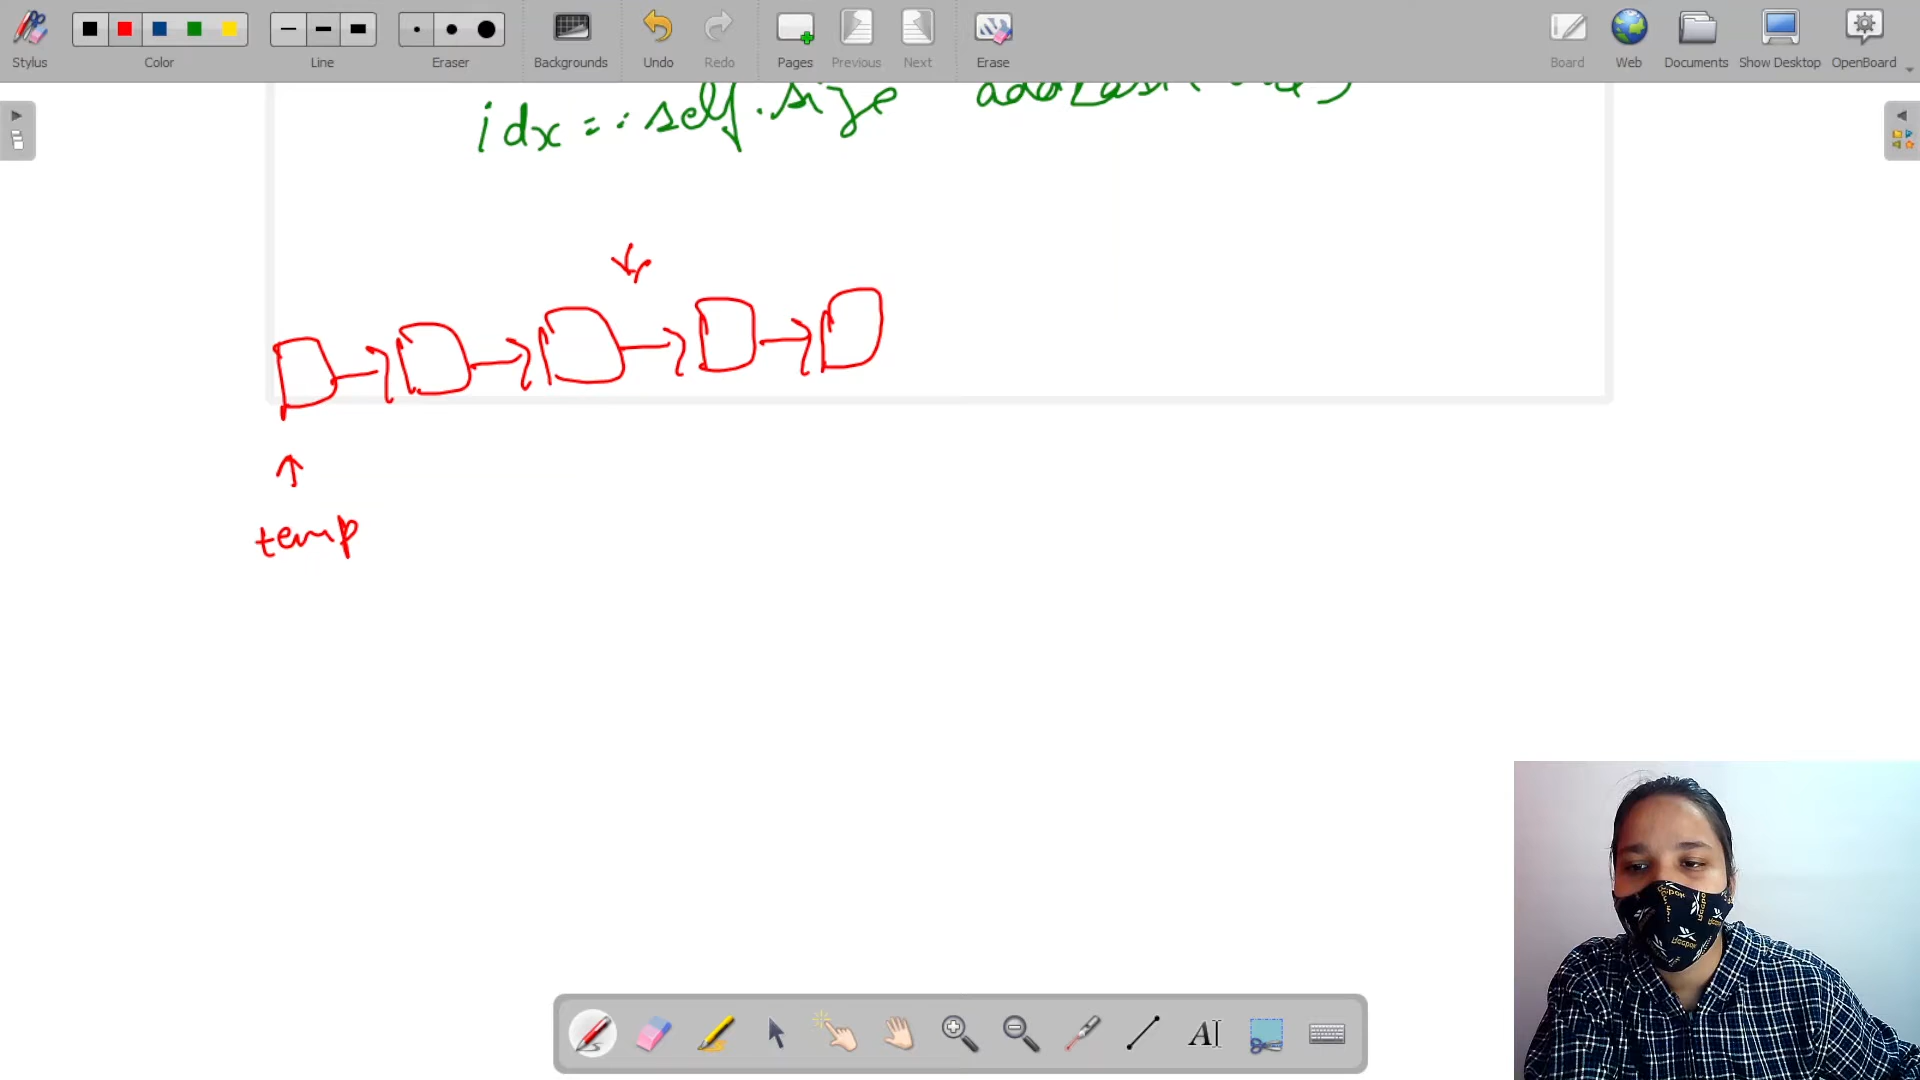 Stylus
Color
Line
Eraser
Backgrounds
Undo
Redo
Pages
Previous
Next
Erase
Board
Web
Documents
Show Desktop
OpenBoard
idx =: self.size
temp